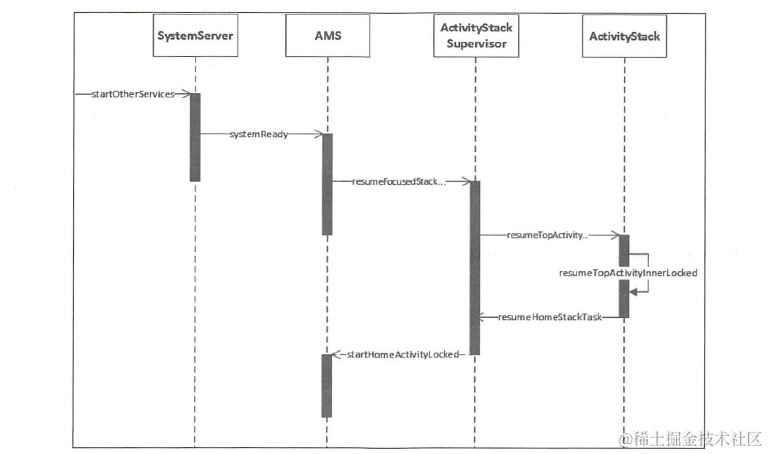 SystemServer
AMS
ActivityStack
Supervisor
ActivityStack
startOtherServices
systemReady
resumeFocusedStack...
resumeTopActivity...
resumeTopActivityInnerLocked
resumeHomeStackTask
startHomeActivityLocked
@稀土掘金技术社区